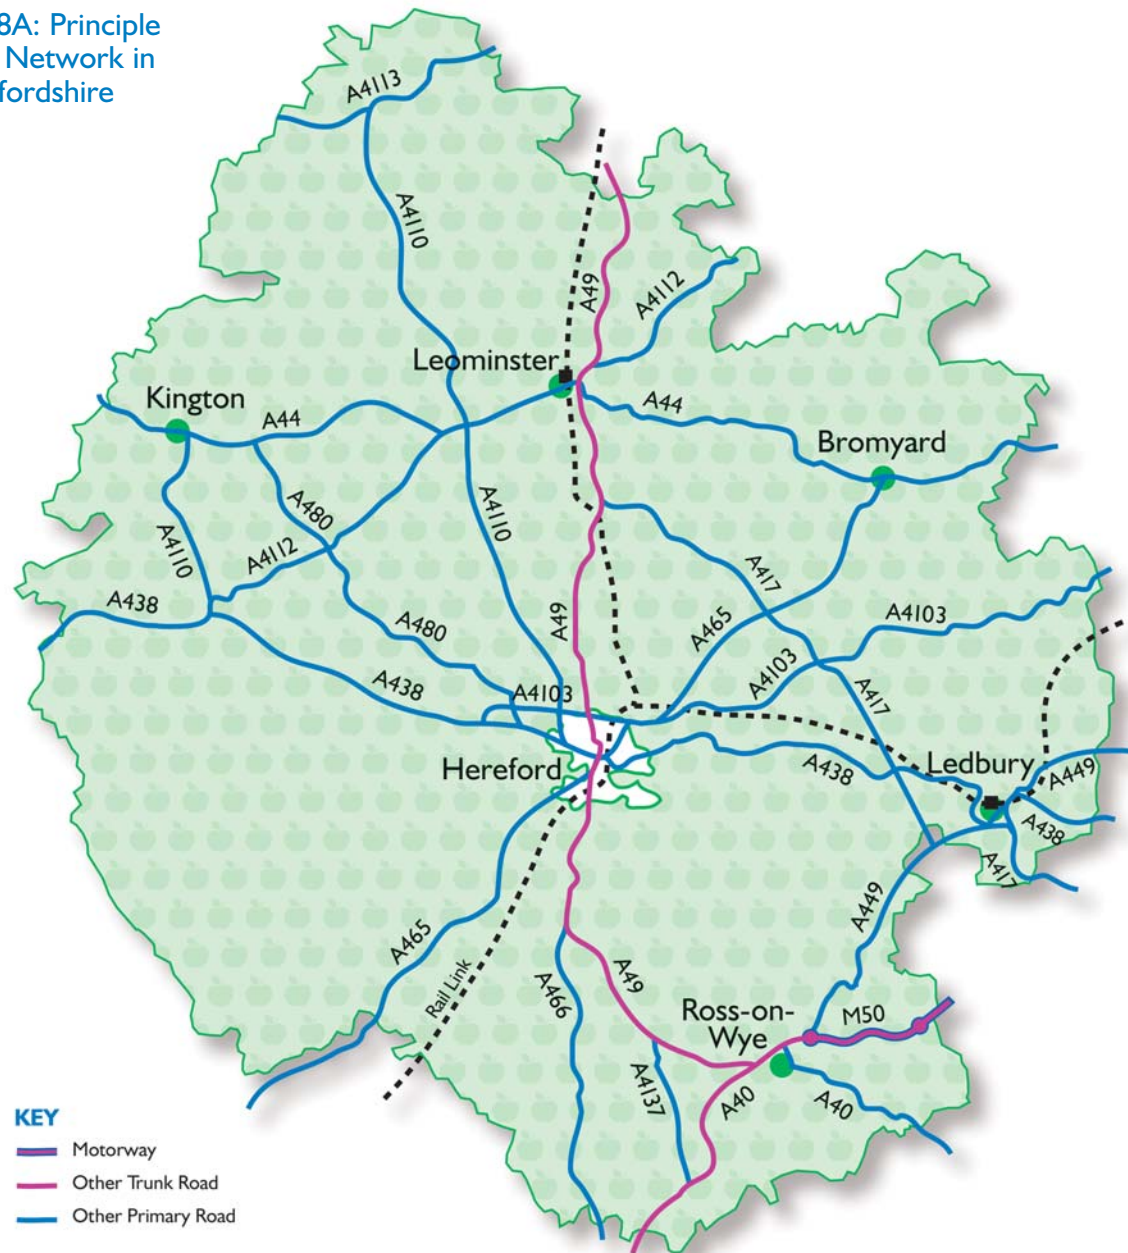 8A: Principle
Network in
fordshire
A4113
A4110
A49
A4112
Leominster
Kington
A44
A44
Bromyard
A480
A4110
A4110
A4112
A417
A438
A49
A465
A4103
A480
A4103
A438
A4103
A417
Hereford
A438
Ledbury
A449
A438
A417
A449
A465
Rail Link
A466
A49
Ross-on-
Wye
M50
A4137
A40
A40
KEY
Motorway
Other Trunk Road
Other Primary Road